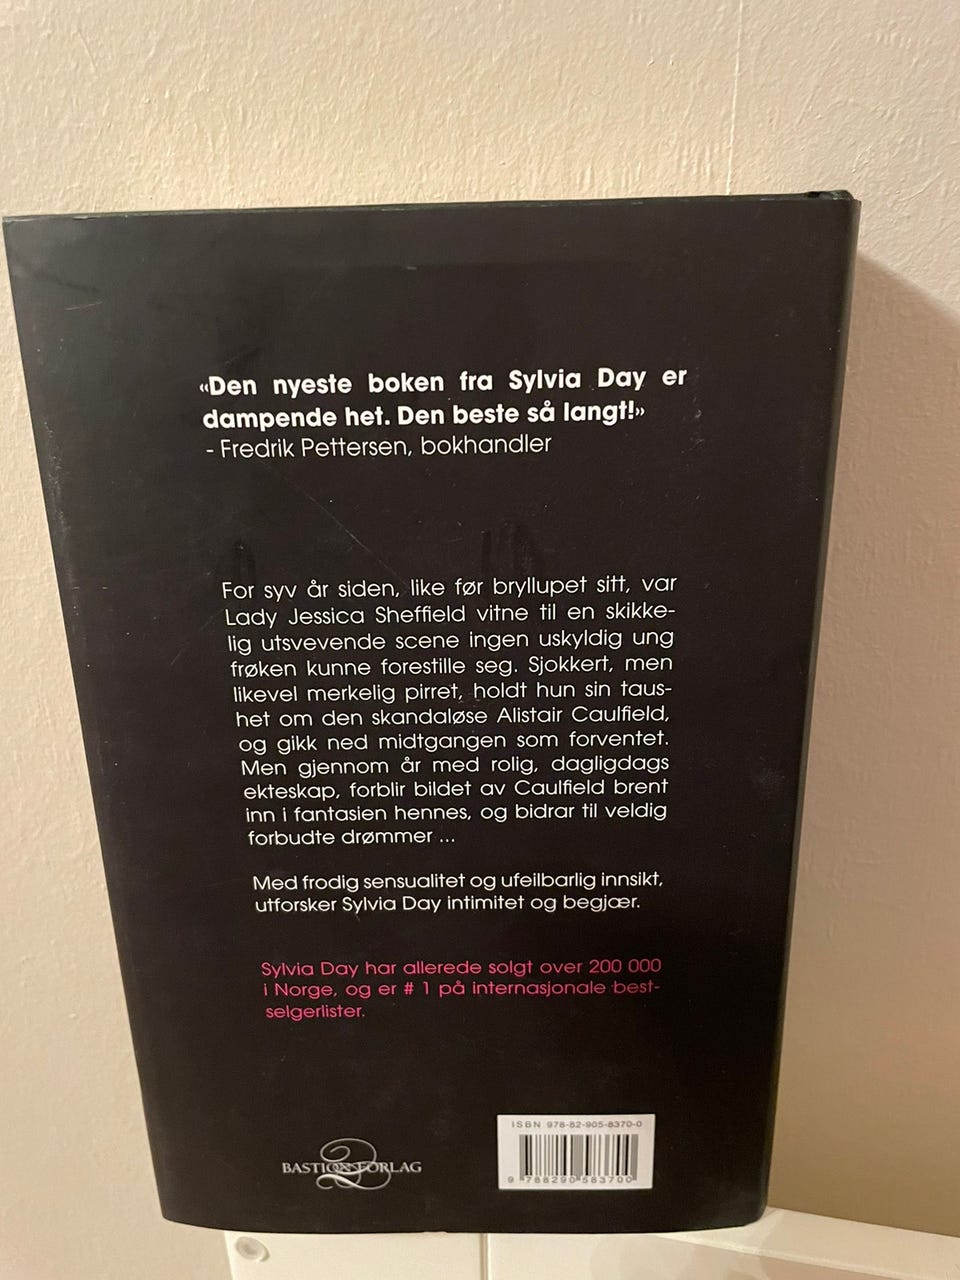 «Den nyeste boken fra Sylvia Day er
dampende het. Den beste så langt!»
- Fredrik Pettersen, bokhandler
For syv år siden, like før bryllupet sitt, var
Lady Jessica Sheffield vitne til en skikke-
lig utsvevende scene ingen uskyldig ung
frøken kunne forestille seg. Sjokkert, men
likevel merkelig pirret, holdt hun sin taus-
het om den skandaløse Alistair Caulfield,
og gikk ned midtgangen som forventet.
Men gjennom år med rolig, dagligdags
ekteskap, forblir bildet av Caulfield brent
inn i fantasien hennes, og bidrar til veldig
forbudte drømmer ...
Med frodig sensualitet og ufeilbarlig innsikt,
utforsker Sylvia Day intimitet og begjær.
Sylvia Day har allerede solgt over 200 000
i Norge, og er # 1 på internasjonale best-
selgerlister.
ISBN 978-82-905-8370-0
9 788290 583700
BASTION FORLAG